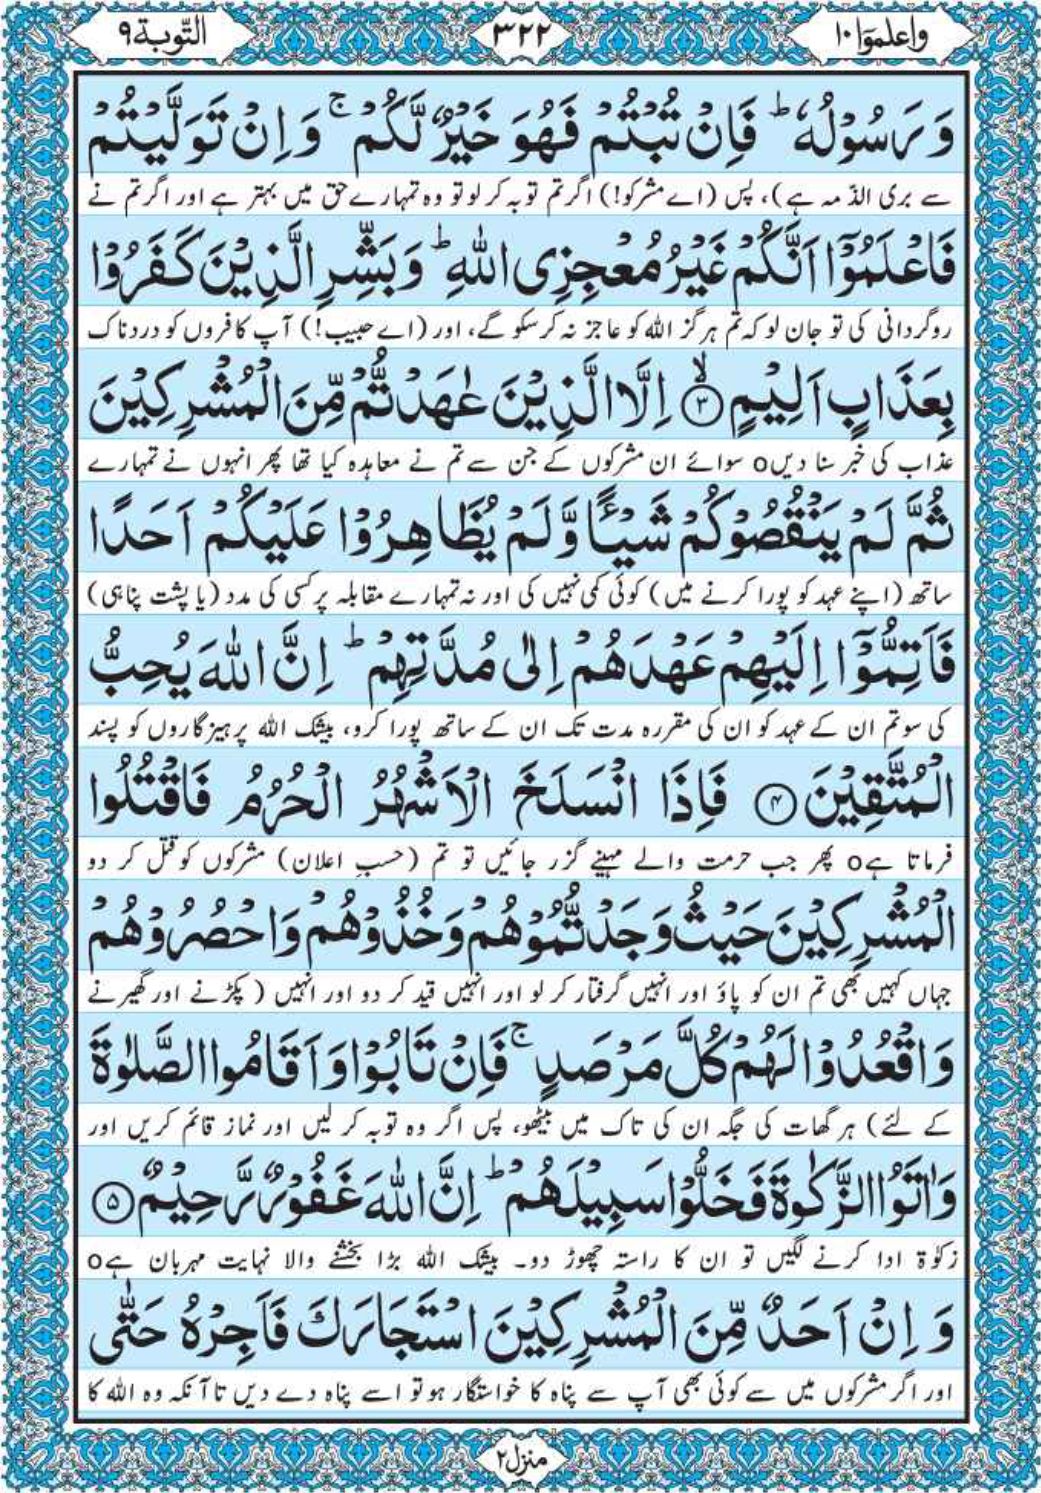 واعلموٓا ١٠
٣٢٢
التّوبة ٩
وَ رَسُوْلُهٗ ؕ فَاِنْ تُبْتُمْ فَهُوَ خَيْرٌ لَّكُمْ ۚ وَ اِنْ تَوَلَّيْتُمْ
سے بری الذّمہ ہے)، پس (اے مشرکو!) اگر تم توبہ کر لو تو وہ تمہارے حق میں بہتر ہے اور اگر تم نے
فَاعْلَمُوْۤا اَنَّكُمْ غَيْرُ مُعْجِزِی اللّٰهِ ؕ وَ بَشِّرِ الَّذِيْنَ كَفَرُوْا
روگردانی کی تو جان لو کہ تم ہرگز اللہ کو عاجز نہ کر سکو گے، اور (اے حبیب!) آپ کافروں کو دردناک
بِعَذَابٍ اَلِيْمٍ ۙ﴿۳﴾ اِلَّا الَّذِيْنَ عٰهَدْتُّمْ مِّنَ الْمُشْرِكِيْنَ
عذاب کی خبر سنا دیں o سوائے ان مشرکوں کے جن سے تم نے معاہدہ کیا تھا پھر انہوں نے تمہارے
ثُمَّ لَمْ يَنْقُصُوْكُمْ شَيْـًٔا وَّ لَمْ يُظَاهِرُوْا عَلَيْكُمْ اَحَدًا
ساتھ (اپنے عہد کو پورا کرنے میں) کوئی کمی نہیں کی اور نہ تمہارے مقابلہ پر کسی کی مدد (یا پشت پناہی)
فَاَتِمُّوْۤا اِلَيْهِمْ عَهْدَهُمْ اِلٰی مُدَّتِهِمْ ؕ اِنَّ اللّٰهَ يُحِبُّ
کی سو تم ان کے عہد کو ان کی مقررہ مدت تک ان کے ساتھ پورا کرو، بیشک اللہ پرہیزگاروں کو پسند
الْمُتَّقِيْنَ ﴿۴﴾ فَاِذَا انْسَلَخَ الْاَشْهُرُ الْحُرُمُ فَاقْتُلُوا
فرماتا ہے o پھر جب حرمت والے مہینے گزر جائیں تو تم (حسبِ اعلان) مشرکوں کو قتل کر دو
الْمُشْرِكِيْنَ حَيْثُ وَجَدْتُّمُوْهُمْ وَ خُذُوْهُمْ وَ احْصُرُوْهُمْ
جہاں کہیں بھی تم ان کو پاؤ اور انہیں گرفتار کر لو اور انہیں قید کر دو اور انہیں (پکڑنے اور گھیرنے
وَ اقْعُدُوْا لَهُمْ كُلَّ مَرْصَدٍ ۚ فَاِنْ تَابُوْا وَ اَقَامُوا الصَّلٰوةَ
کے لئے) ہر گھات کی جگہ ان کی تاک میں بیٹھو، پس اگر وہ توبہ کر لیں اور نماز قائم کریں اور
وَ اٰتَوُا الزَّكٰوةَ فَخَلُّوْا سَبِيْلَهُمْ ؕ اِنَّ اللّٰهَ غَفُوْرٌ رَّحِيْمٌ ﴿۵﴾
زکوٰۃ ادا کرنے لگیں تو ان کا راستہ چھوڑ دو۔ بیشک اللہ بڑا بخشنے والا نہایت مہربان ہے o
وَ اِنْ اَحَدٌ مِّنَ الْمُشْرِكِيْنَ اسْتَجَارَكَ فَاَجِرْهُ حَتّٰی
اور اگر مشرکوں میں سے کوئی بھی آپ سے پناہ کا خواستگار ہو تو اسے پناہ دے دیں تاآنکہ وہ اللہ کا
منزل ۲